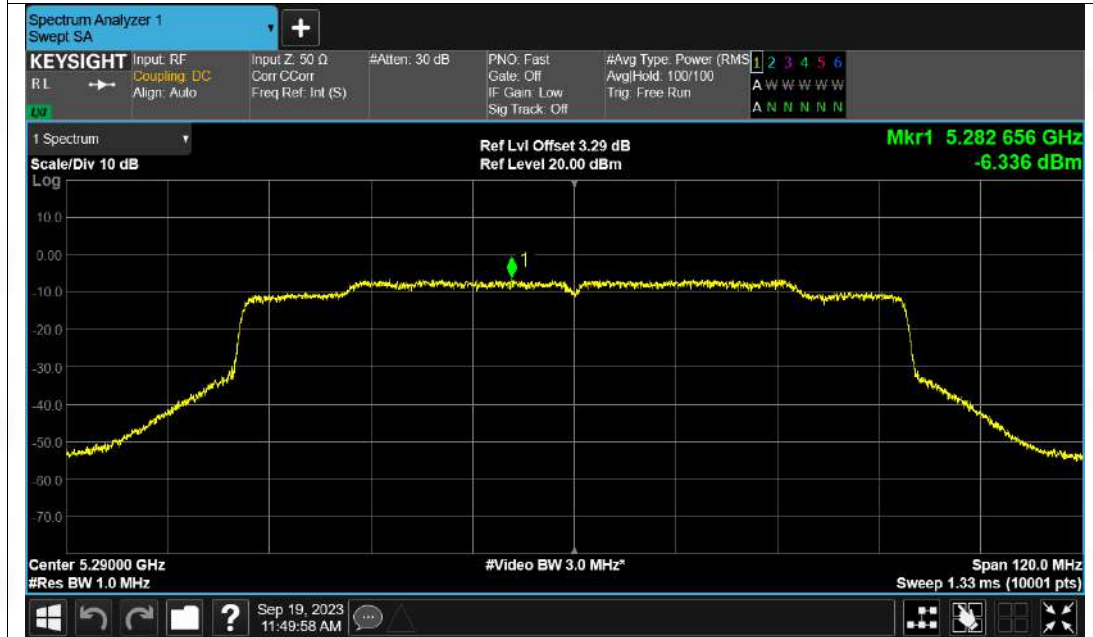 Spectrum Analyzer 1
Swept SA
+
KEYSIGHT
RL
LXI
Input: RF
Coupling: DC
Align: Auto
Input Z: 50 Ω
Corr CCorr
Freq Ref: Int (S)
#Atten: 30 dB
PNO: Fast
Gate: Off
IF Gain: Low
Sig Track: Off
#Avg Type: Power (RMS
Avg|Hold: 100/100
Trig: Free Run
1 2 3 4 5 6
A W W W W W
A N N N N N
1 Spectrum
Scale/Div 10 dB
Log
Ref Lvl Offset 3.29 dB
Ref Level 20.00 dBm
Mkr1 5.282 656 GHz
-6.336 dBm
10.0
0.00
-10.0
-20.0
-30.0
-40.0
-50.0
-60.0
-70.0
1
Center 5.29000 GHz
#Res BW 1.0 MHz
#Video BW 3.0 MHz*
Span 120.0 MHz
Sweep 1.33 ms (10001 pts)
?
Sep 19, 2023
11:49:58 AM